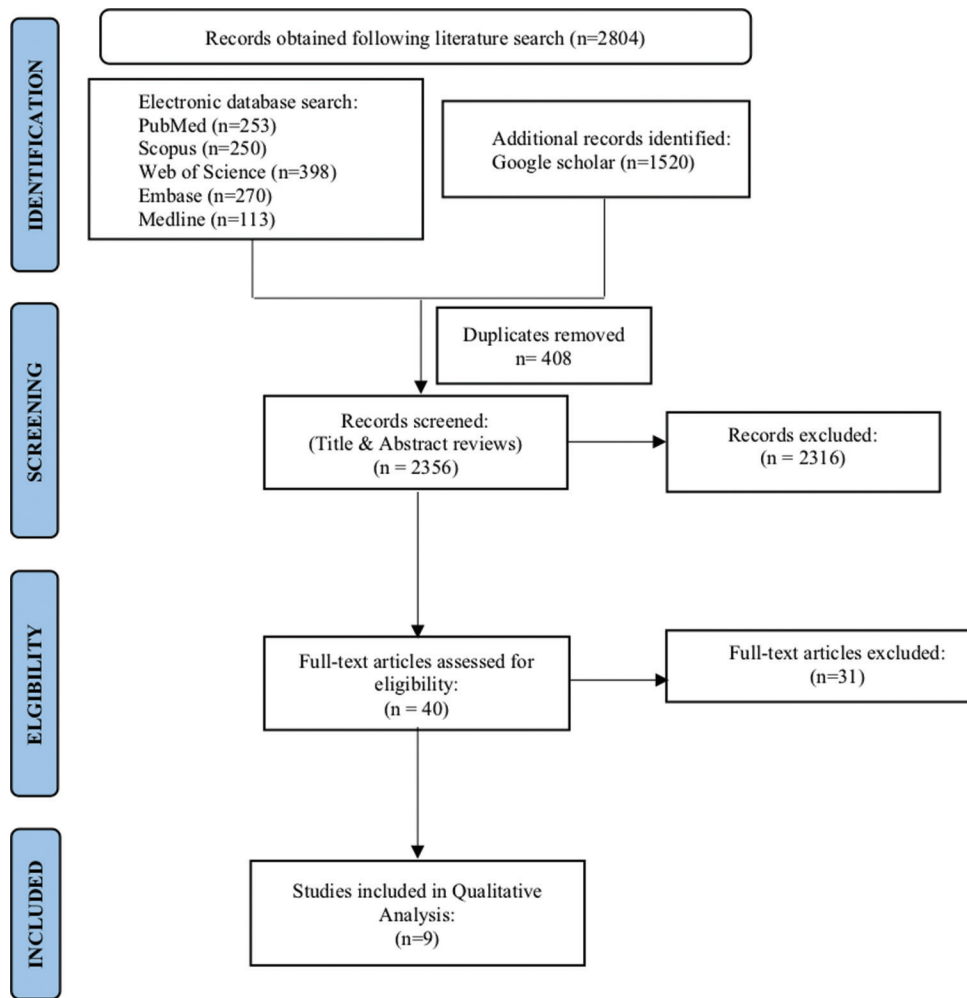 IDENTIFICATION
Records obtained following literature search (n=2804)
Electronic database search:
PubMed (n=253)
Scopus (n=250)
Web of Science (n=398)
Embase (n=270)
Medline (n=113)
Additional records identified:
Google scholar (n=1520)
SCREENING
Duplicates removed
n= 408
Records screened:
(Title & Abstract reviews)
(n = 2356)
Records excluded:
(n = 2316)
ELGIBILITY
Full-text articles assessed for
eligibility:
(n = 40)
Full-text articles excluded:
(n=31)
INCLUDED
Studies included in Qualitative
Analysis:
(n=9)